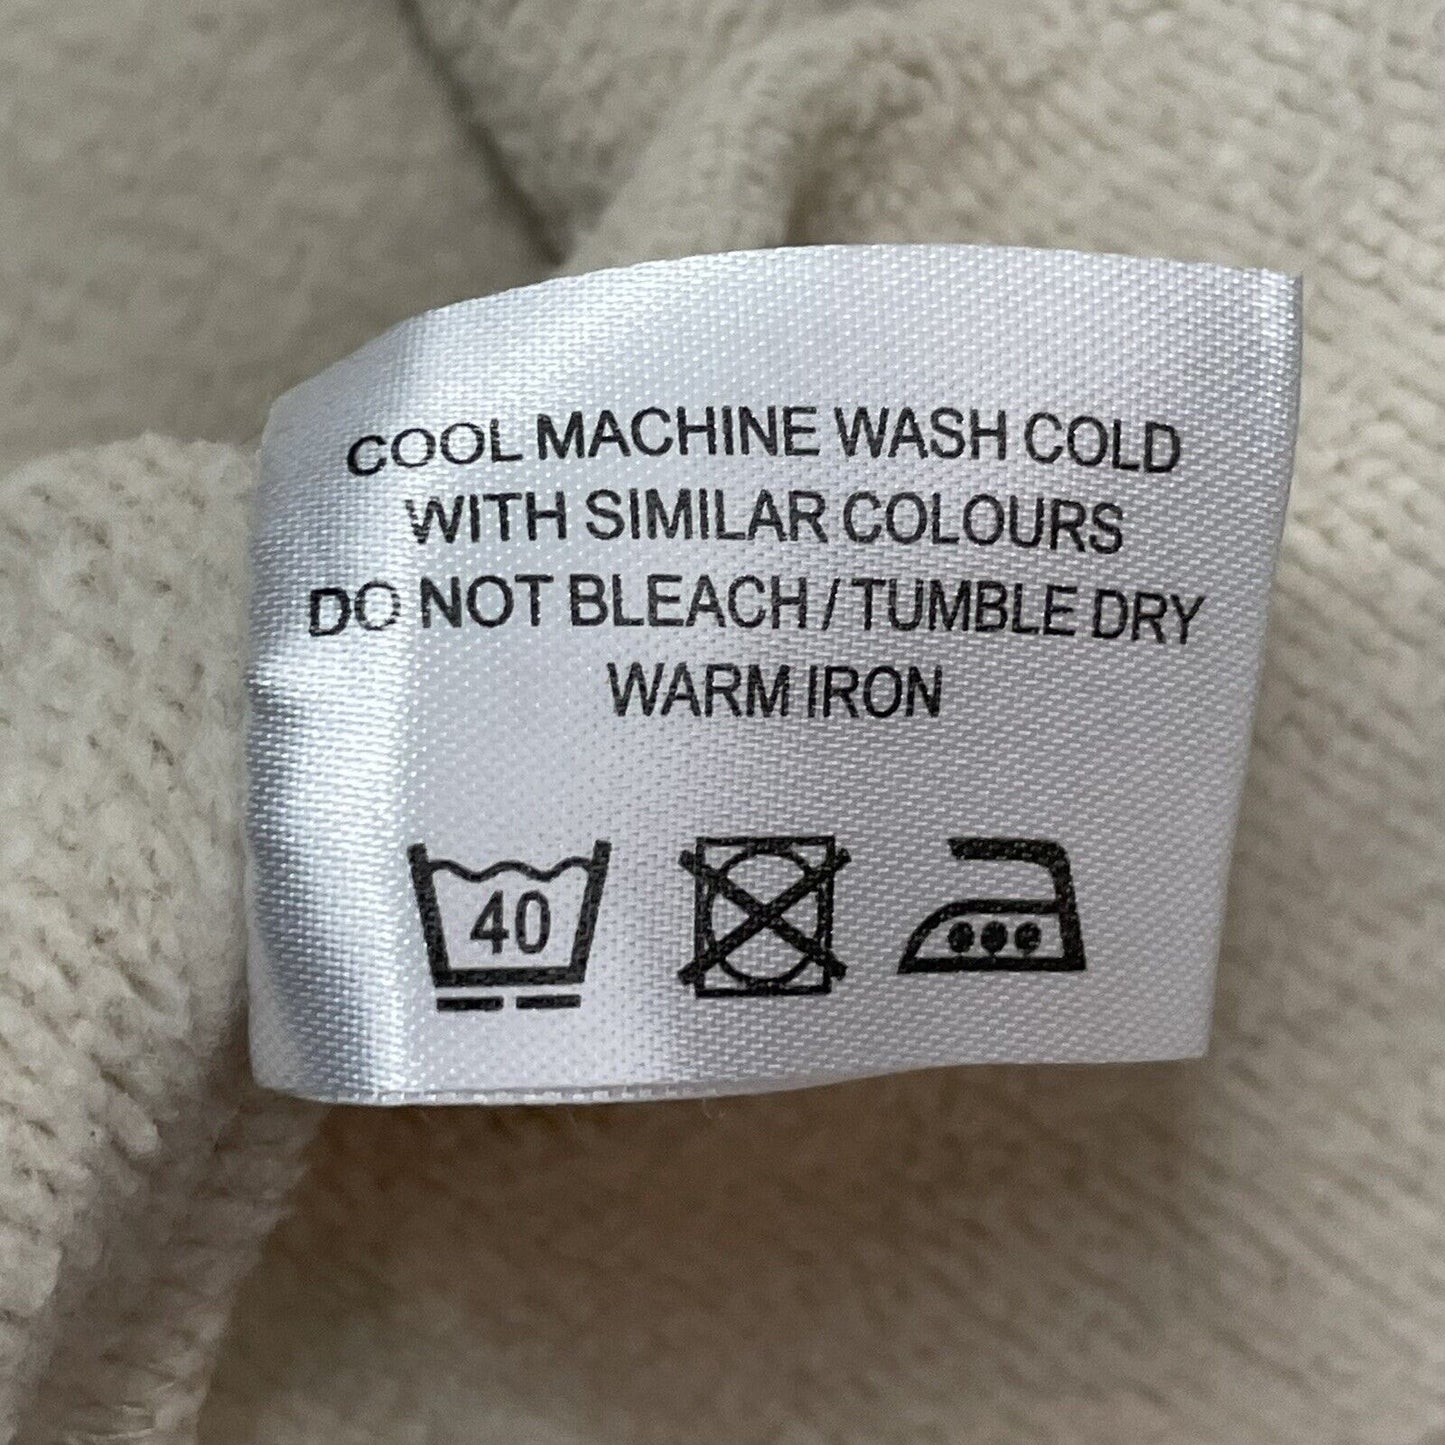 COOL MACHINE WASH COLD
WITH SIMILAR COLOURS
DO NOT BLEACH / TUMBLE DRY
WARM IRON
40